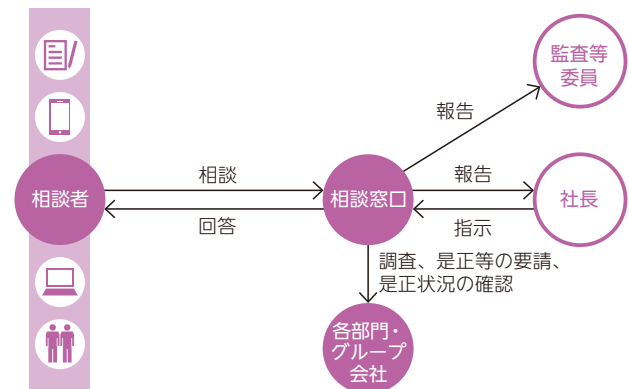 監査等
委員
報告
相談者
相談
回答
相談窓口
報告
指示
社長
調査、是正等の要請、
是正状況の確認
各部門・
グループ
会社